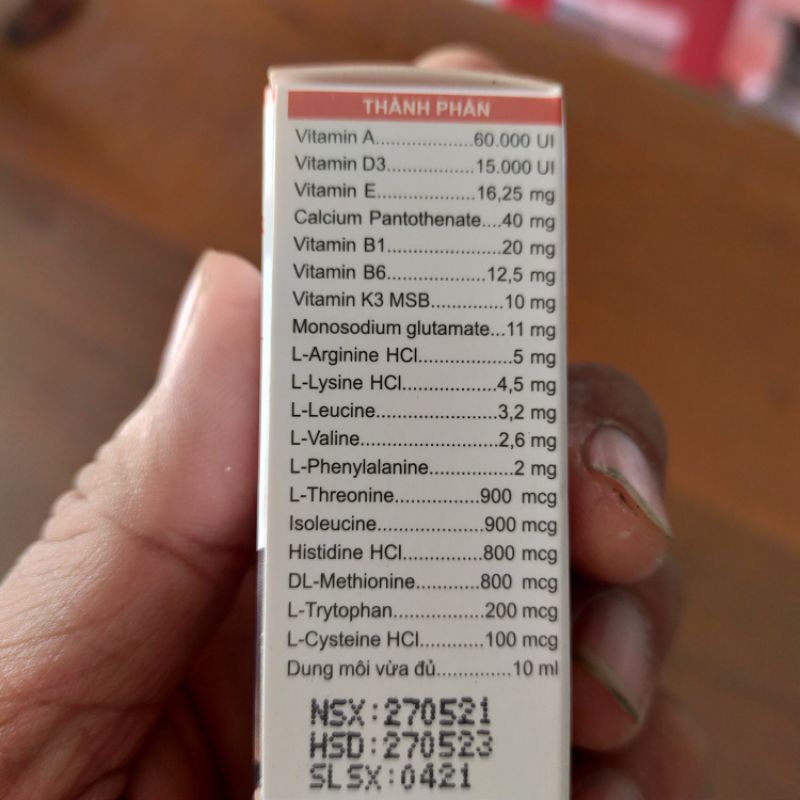 THÀNH PHẦN
Vitamin A...................60.000 UI
Vitamin D3.................15.000 UI
Vitamin E...................16,25 mg
Calcium Pantothenate....40 mg
Vitamin B1......................20 mg
Vitamin B6...................12,5 mg
Vitamin K3 MSB..............10 mg
Monosodium glutamate...11 mg
L-Arginine HCl..................5 mg
L-Lysine HCl..................4,5 mg
L-Leucine.......................3,2 mg
L-Valine..........................2,6 mg
L-Phenylalanine...............2 mg
L-Threonine................900 mcg
Isoleucine....................900 mcg
Histidine HCl...............800 mcg
DL-Methionine............800 mcg
L-Trytophan.................200 mcg
L-Cysteine HCl............100 mcg
Dung môi vừa đủ..............10 ml
NSX:270521
HSD:270523
SLSX:0421